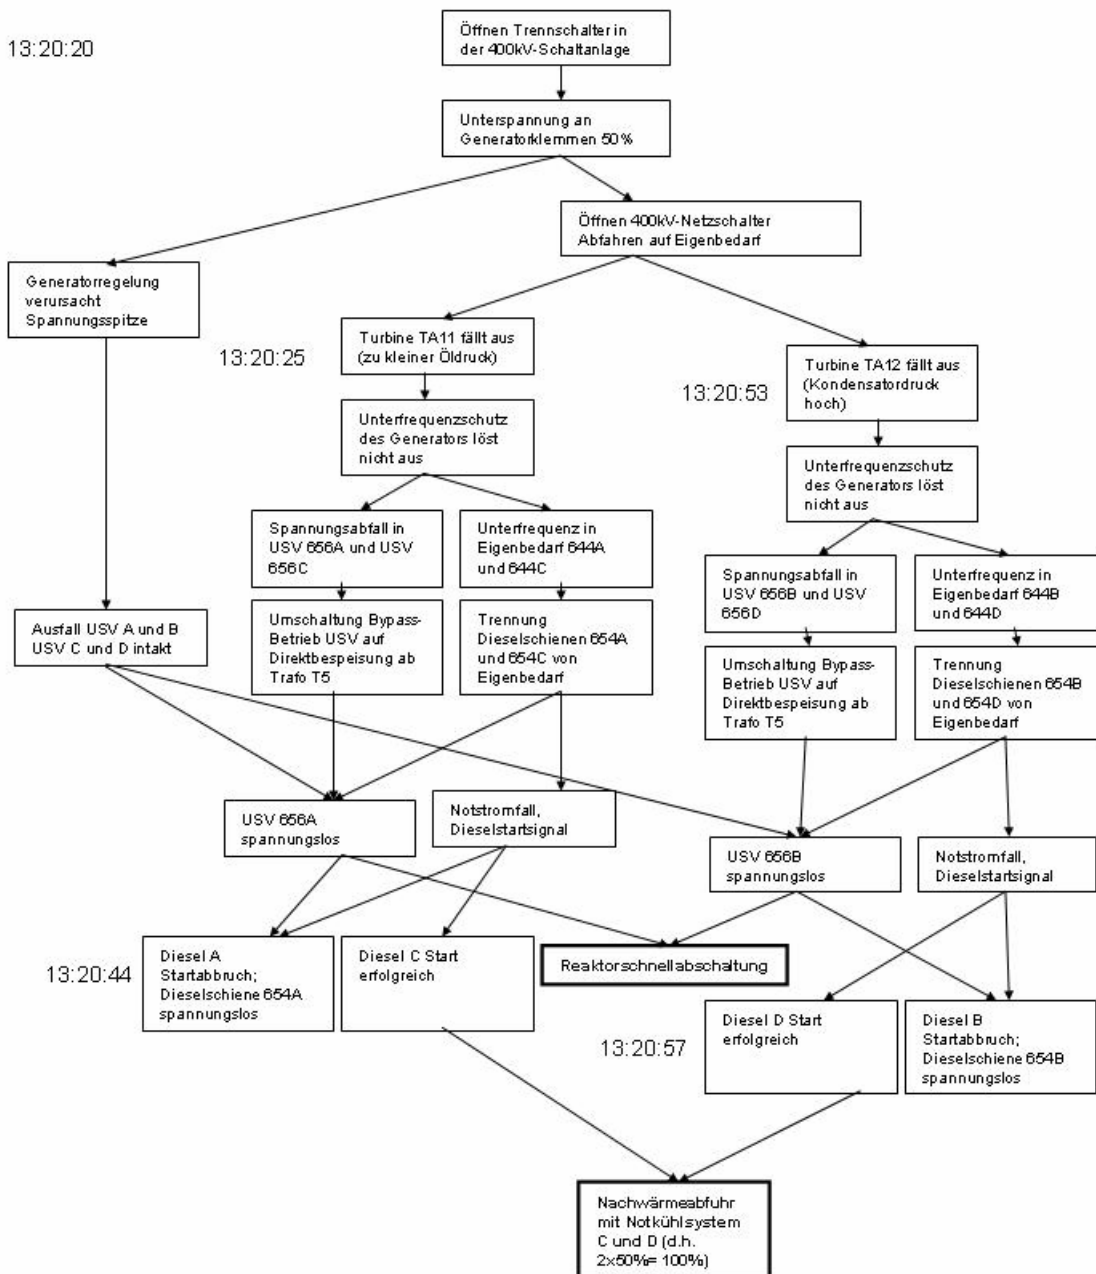 13:20:20
Öffnen Trennschalter in
der 400kV-Schaltanlage
Unterspannung an
Generatorklemmen 50%
Öffnen 400kV-Netzschalter
Abfahren auf Eigenbedarf
Generatorregelung
verursacht
Spannungsspitze
13:20:25
Turbine TA11 fällt aus
(zu kleiner Öldruck)
13:20:53
Turbine TA12 fällt aus
(Kondensatordruck
hoch)
Unterfrequenzschutz
des Generators löst
nicht aus
Unterfrequenzschutz
des Generators löst
nicht aus
Spannungsabfall in
USV 656A und USV
656C
Unterfrequenz in
Eigenbedarf 644A
und 644C
Spannungsabfall in
USV 656B und USV
656D
Unterfrequenz in
Eigenbedarf 644B
und 644D
Ausfall USV A und B
USV C und D intakt
Umschaltung Bypass-
Betrieb USV auf
Direktbespeisung ab
Trafo T5
Trennung
Dieselschienen 654A
und 654C von
Eigenbedarf
Umschaltung Bypass-
Betrieb USV auf
Direktbespeisung ab
Trafo T5
Trennung
Dieselschienen 654B
und 654D von
Eigenbedarf
USV 656A
spannungslos
Notstromfall,
Dieselstartsignal
USV 656B
spannungslos
Notstromfall,
Dieselstartsignal
13:20:44
Diesel A
Startabbruch;
Dieselschiene 654A
spannungslos
Diesel C Start
erfolgreich
Reaktorschnellabschaltung
13:20:57
Diesel D Start
erfolgreich
Diesel B
Startabbruch;
Dieselschiene 654B
spannungslos
Nachwärmeabfuhr
mit Notkühlsystem
C und D (d.h.
2x50%= 100%)